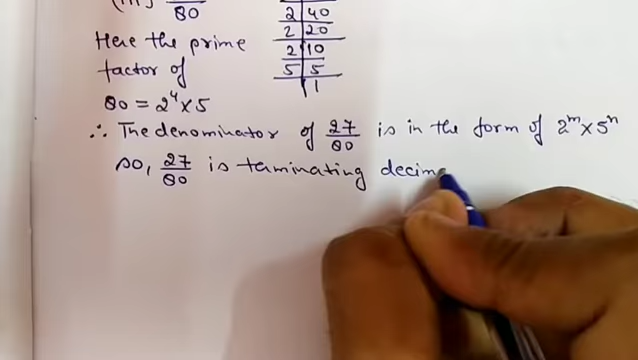 (iii) 80
2 | 40
2 | 20
2 | 10
5 | 5
1
Here the prime
factor of
80 = 2⁴ × 5
∴ The denominator of 27/80 is in the form of 2ᵐ × 5ⁿ
so, 27/80 is terminating decim